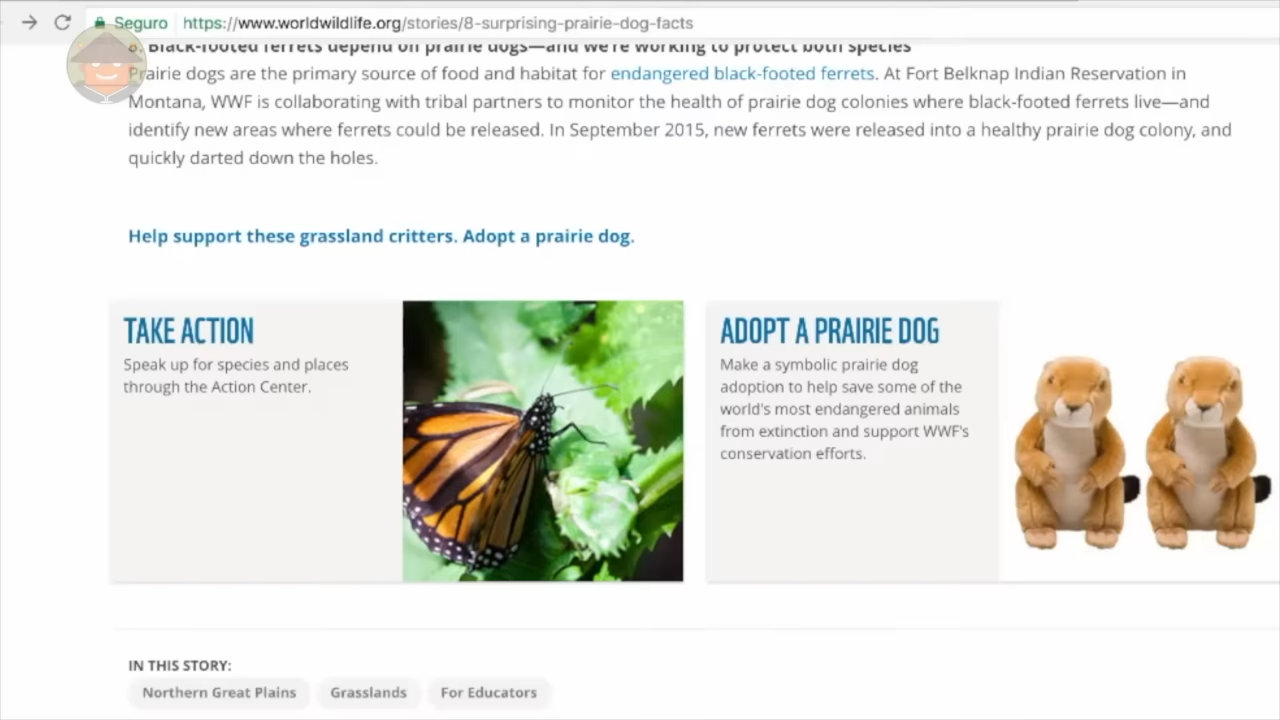 Seguro https://www.worldwildlife.org/stories/8-surprising-prairie-dog-facts
8. Black-footed ferrets depend on prairie dogs—and we're working to protect both species
Prairie dogs are the primary source of food and habitat for endangered black-footed ferrets. At Fort Belknap Indian Reservation in
Montana, WWF is collaborating with tribal partners to monitor the health of prairie dog colonies where black-footed ferrets live—and
identify new areas where ferrets could be released. In September 2015, new ferrets were released into a healthy prairie dog colony, and
quickly darted down the holes.
Help support these grassland critters. Adopt a prairie dog.
TAKE ACTION
Speak up for species and places
through the Action Center.
ADOPT A PRAIRIE DOG
Make a symbolic prairie dog
adoption to help save some of the
world's most endangered animals
from extinction and support WWF's
conservation efforts.
IN THIS STORY:
Northern Great Plains Grasslands For Educators